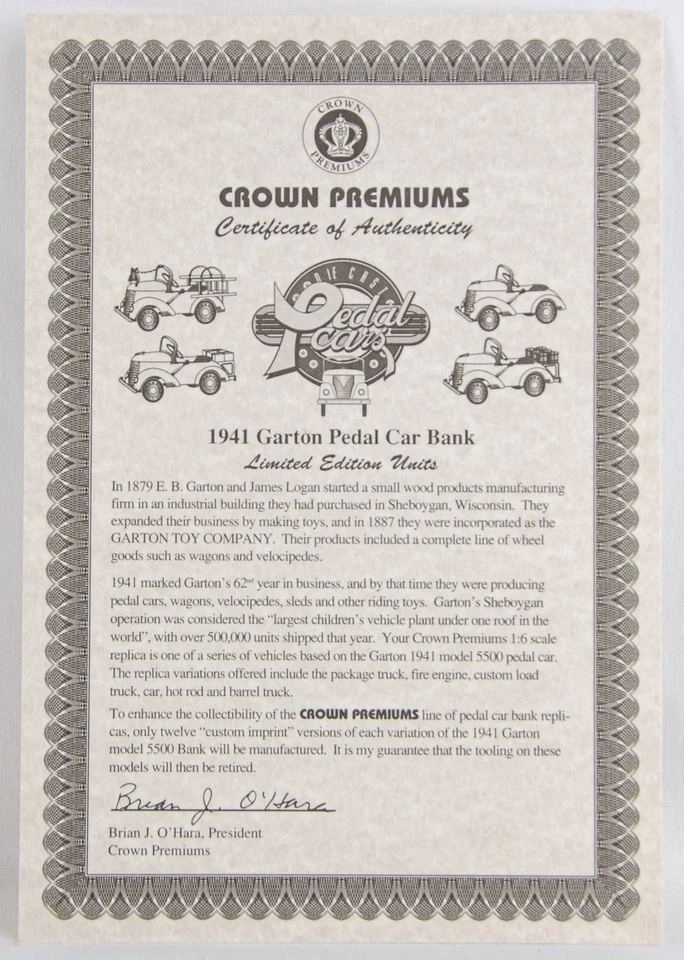 CROWN
PREMIUMS
CROWN PREMIUMS
Certificate of Authenticity
DIE CAST
Pedal
cars
1941 Garton Pedal Car Bank
Limited Edition Units
In 1879 E. B. Garton and James Logan started a small wood products manufacturing
firm in an industrial building they had purchased in Sheboygan, Wisconsin. They
expanded their business by making toys, and in 1887 they were incorporated as the
GARTON TOY COMPANY. Their products included a complete line of wheel
goods such as wagons and velocipedes.
1941 marked Garton's 62nd year in business, and by that time they were producing
pedal cars, wagons, velocipedes, sleds and other riding toys. Garton's Sheboygan
operation was considered the "largest children's vehicle plant under one roof in the
world", with over 500,000 units shipped that year. Your Crown Premiums 1:6 scale
replica is one of a series of vehicles based on the Garton 1941 model 5500 pedal car.
The replica variations offered include the package truck, fire engine, custom load
truck, car, hot rod and barrel truck.
To enhance the collectibility of the CROWN PREMIUMS line of pedal car bank repli-
cas, only twelve "custom imprint" versions of each variation of the 1941 Garton
model 5500 Bank will be manufactured. It is my guarantee that the tooling on these
models will then be retired.
Brian J. O'Hara
Brian J. O'Hara, President
Crown Premiums